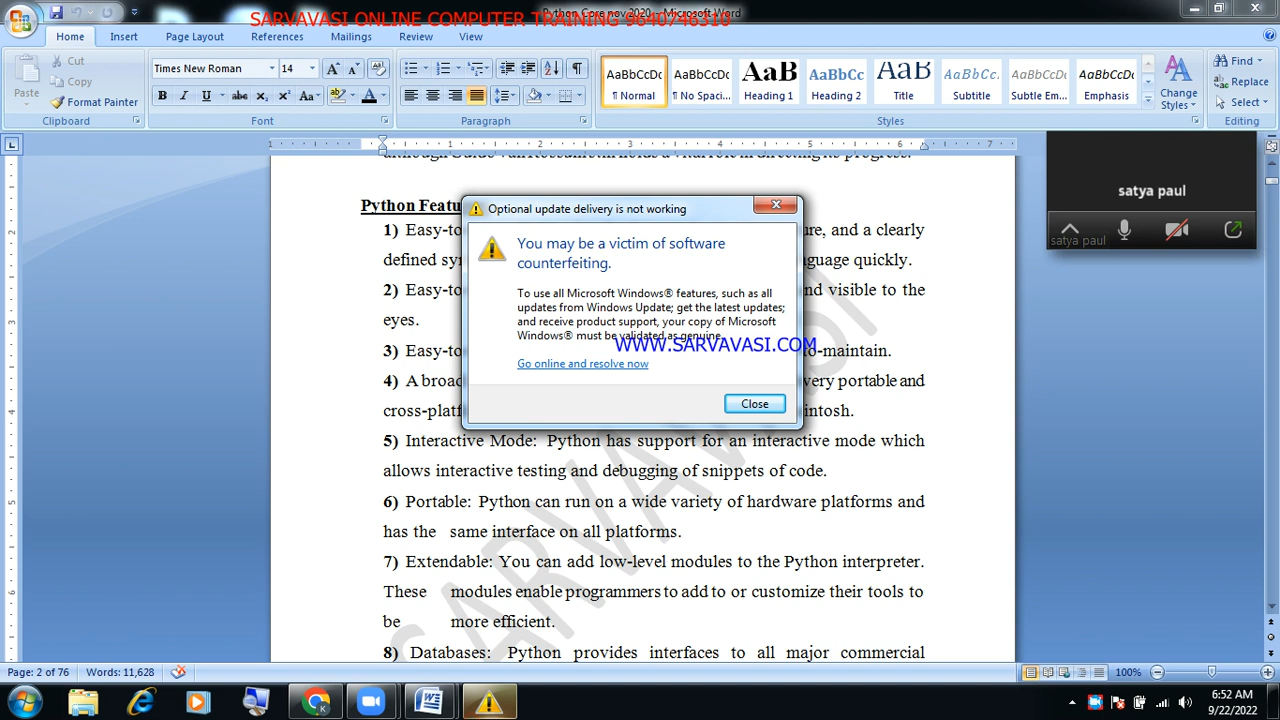 SARVAVASI ONLINE COMPUTER TRAINING 9640746310
Python Core nov 2020 - Microsoft Word
Home Insert Page Layout References Mailings Review View
Paste
Cut
Copy
Format Painter
Clipboard
Times New Roman 14
Font
Paragraph
AaBbCcDc AaBbCcDc AaB AaBbCc AaB AaBbCc. AaBbCcDc AaBbCcDc
¶ Normal ¶ No Spaci... Heading 1 Heading 2 Title Subtitle Subtle Em... Emphasis
Change
Styles
Styles
Find
Replace
Select
Editing
Python Featu
1) Easy-to ure, and a clearly
defined syn nguage quickly.
2) Easy-to nd visible to the
eyes.
3) Easy-to o-maintain.
4) A broad very portable and
cross-platf intosh.
5) Interactive Mode: Python has support for an interactive mode which
allows interactive testing and debugging of snippets of code.
6) Portable: Python can run on a wide variety of hardware platforms and
has the same interface on all platforms.
7) Extendable: You can add low-level modules to the Python interpreter.
These modules enable programmers to add to or customize their tools to
be more efficient.
8) Databases: Python provides interfaces to all major commercial
SARVAVASI
Optional update delivery is not working
You may be a victim of software
counterfeiting.
To use all Microsoft Windows® features, such as all
updates from Windows Update; get the latest updates;
and receive product support, your copy of Microsoft
Windows® must be validated as genuine.
WWW.SARVAVASI.COM
Go online and resolve now
Close
satya paul
satya paul
Page: 2 of 76 Words: 11,628 100%
6:52 AM
9/22/2022